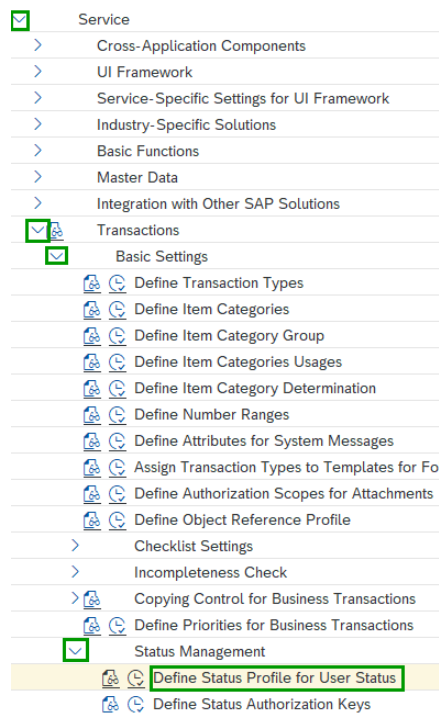 Service
Cross-Application Components
UI Framework
Service-Specific Settings for UI Framework
Industry-Specific Solutions
Basic Functions
Master Data
Integration with Other SAP Solutions
Transactions
Basic Settings
Define Transaction Types
Define Item Categories
Define Item Category Group
Define Item Categories Usages
Define Item Category Determination
Define Number Ranges
Define Attributes for System Messages
Assign Transaction Types to Templates for Fo
Define Authorization Scopes for Attachments
Define Object Reference Profile
Checklist Settings
Incompleteness Check
Copying Control for Business Transactions
Define Priorities for Business Transactions
Status Management
Define Status Profile for User Status
Define Status Authorization Keys